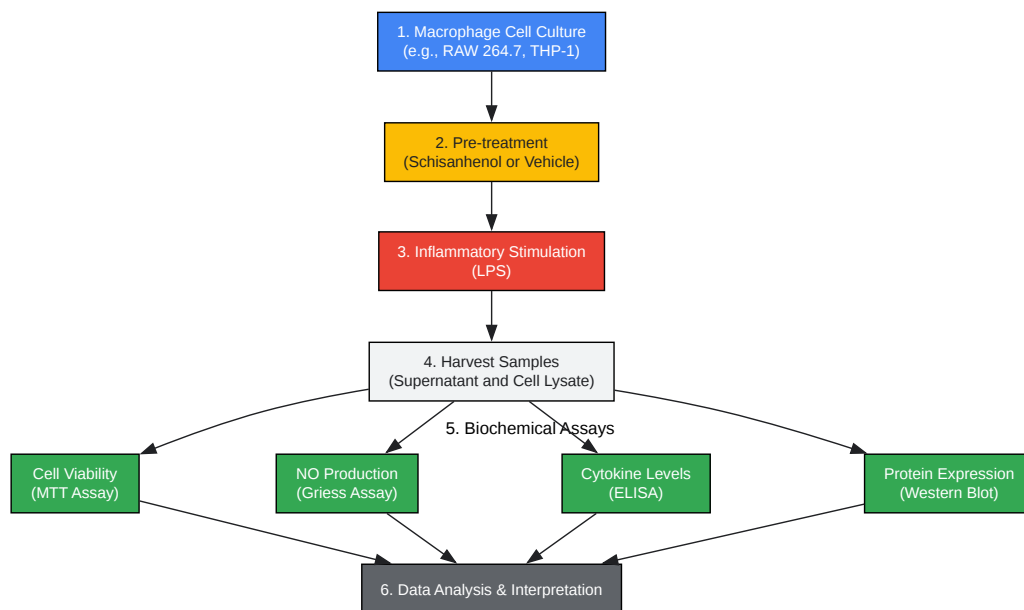 1. Macrophage Cell Culture
(e.g., RAW 264.7, THP-1)
2. Pre-treatment
(Schisanhenol or Vehicle)
3. Inflammatory Stimulation
(LPS)
4. Harvest Samples
(Supernatant and Cell Lysate)
5. Biochemical Assays
Cell Viability
(MTT Assay)
NO Production
(Griess Assay)
Cytokine Levels
(ELISA)
Protein Expression
(Western Blot)
6. Data Analysis & Interpretation